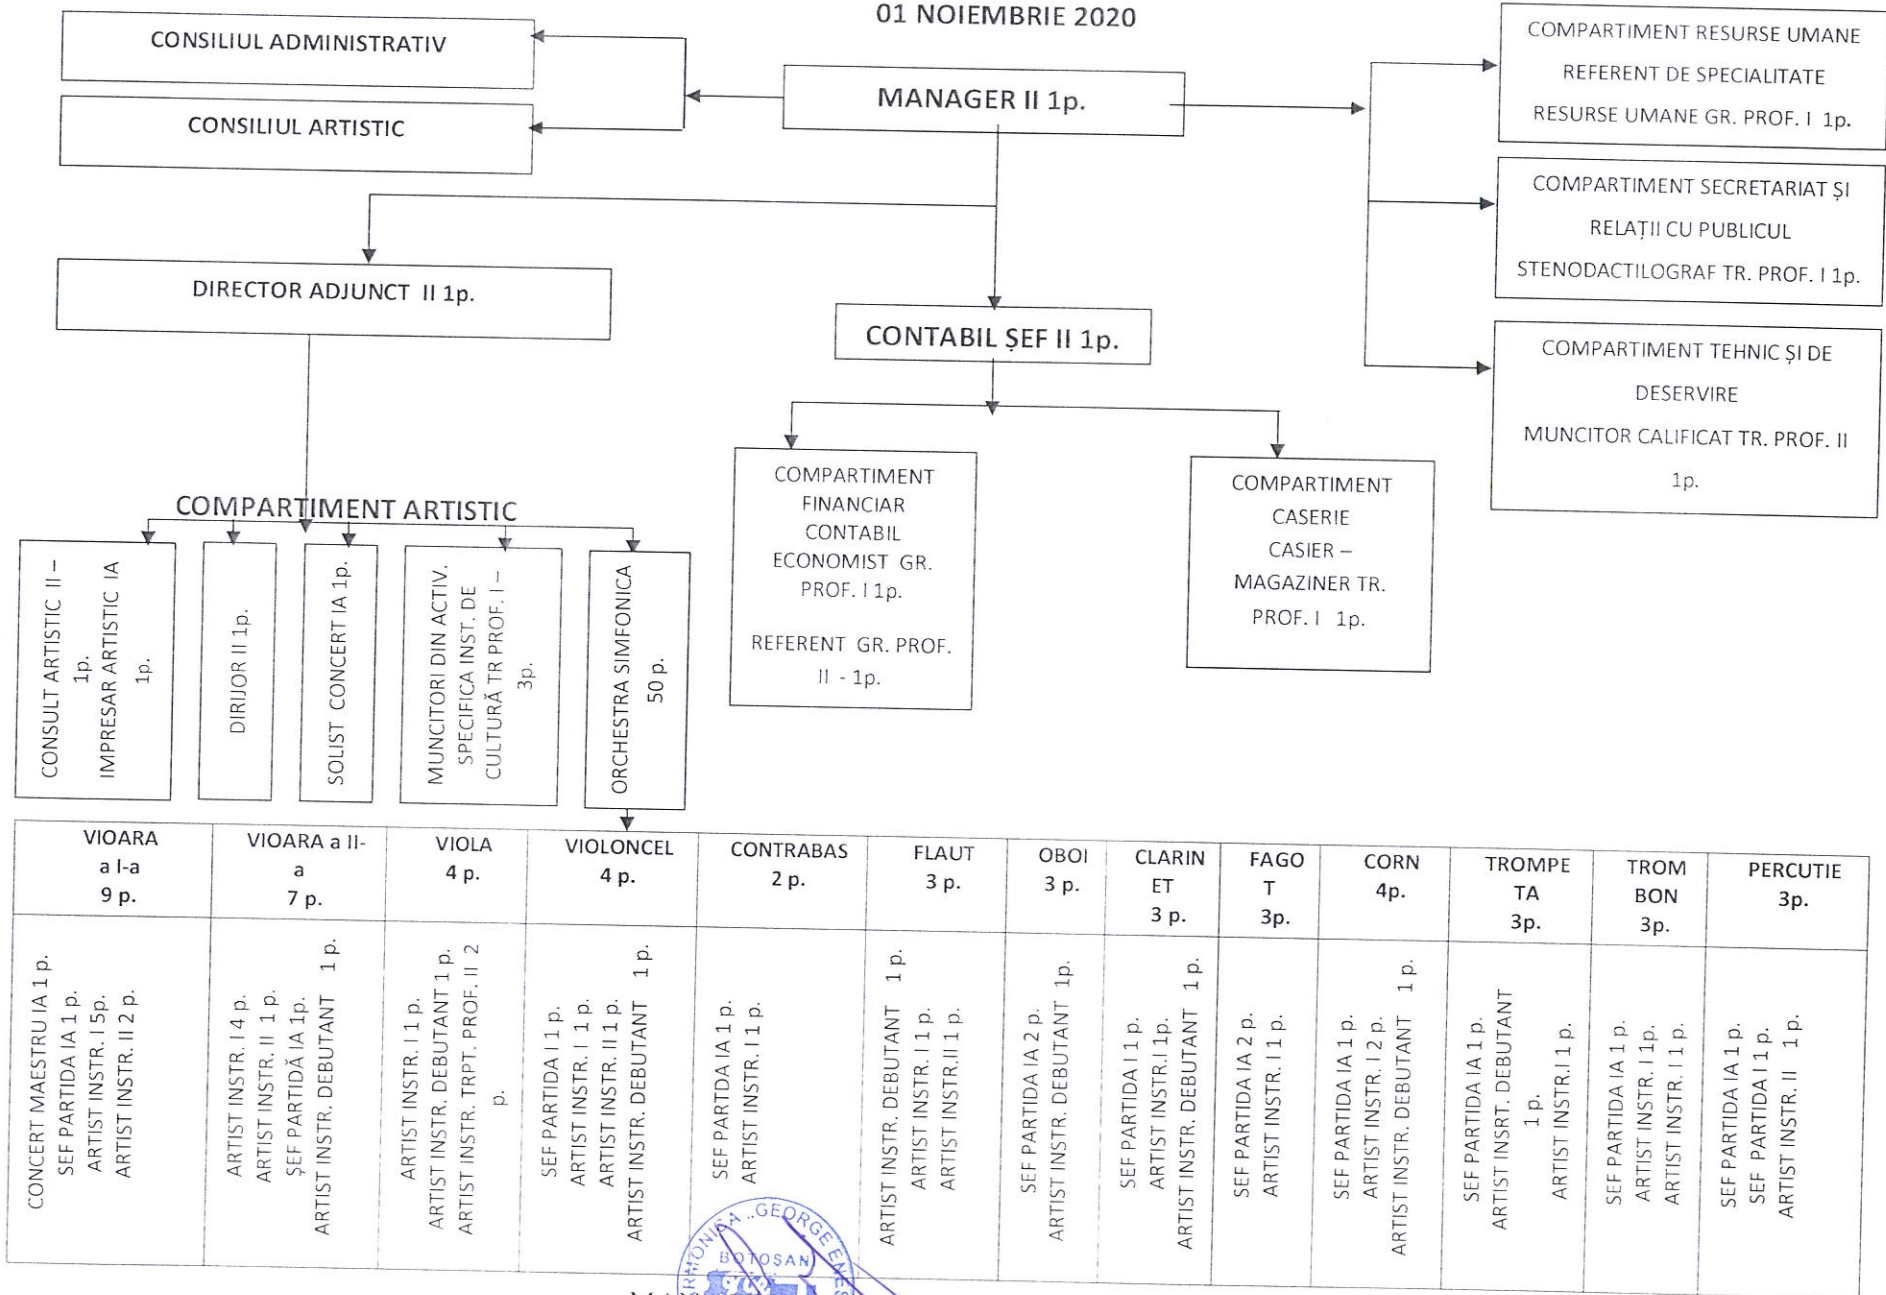 01 NOIEMBRIE 2020
CONSILIUL ADMINISTRATIV
CONSILIUL ARTISTIC
MANAGER II 1p.
COMPARTIMENT RESURSE UMANE
REFERENT DE SPECIALITATE
RESURSE UMANE GR. PROF. I 1p.
COMPARTIMENT SECRETARIAT ȘI
RELAȚII CU PUBLICUL
STENODACTILOGRAF TR. PROF. I 1p.
COMPARTIMENT TEHNIC ȘI DE
DESERVIRE
MUNCITOR CALIFICAT TR. PROF. II
1p.
DIRECTOR ADJUNCT II 1p.
CONTABIL ȘEF II 1p.
COMPARTIMENT
FINANCIAR
CONTABIL
ECONOMIST GR.
PROF. I 1p.
REFERENT GR. PROF.
II - 1p.
COMPARTIMENT
CASERIE
CASIER –
MAGAZINER TR.
PROF. I 1p.
COMPARTIMENT ARTISTIC
CONSULT ARTISTIC II –
1p.
IMPRESAR ARTISTIC IA
1p.
DIRIJOR II 1p.
SOLIST CONCERT IA 1p.
MUNCITORI DIN ACTIV.
SPECIFICA INST. DE
CULTURĂ TR PROF. I –
3p.
ORCHESTRA SIMFONICA
50 p.
VIOARA
a I-a
9 p.
VIOARA a II-
a
7 p.
VIOLA
4 p.
VIOLONCEL
4 p.
CONTRABAS
2 p.
FLAUT
3 p.
OBOI
3 p.
CLARIN
ET
3 p.
FAGO
T
3p.
CORN
4p.
TROMPE
TA
3p.
TROM
BON
3p.
PERCUTIE
3p.
CONCERT MAESTRU IA 1 p.
SEF PARTIDA IA 1 p.
ARTIST INSTR. I 5p.
ARTIST INSTR. II 2 p.
ARTIST INSTR. I 4 p.
ARTIST INSTR. II 1 p.
ȘEF PARTIDĂ IA 1p.
ARTIST INSTR. DEBUTANT 1 p.
ARTIST INSTR. I 1 p.
ARTIST INSTR. DEBUTANT 1 p.
ARTIST INSTR. TRPT. PROF. II 2
p.
SEF PARTIDA I 1 p.
ARTIST INSTR. I 1 p.
ARTIST INSTR. II 1 p.
ARTIST INSTR. DEBUTANT 1 p.
SEF PARTIDA IA 1 p.
ARTIST INSTR. I 1 p.
ARTIST INSTR. DEBUTANT 1 p.
ARTIST INSTR. I 1 p.
ARTIST INSTR.II 1 p.
SEF PARTIDA IA 2 p.
ARTIST INSTR. DEBUTANT 1p.
SEF PARTIDA I 1 p.
ARTIST INSTR.I 1p.
ARTIST INSTR. DEBUTANT 1 p.
SEF PARTIDA IA 2 p.
ARTIST INSTR. I 1 p.
SEF PARTIDA IA 1 p.
ARTIST INSTR. I 2 p.
ARTIST INSTR. DEBUTANT 1 p.
SEF PARTIDA IA 1 p.
ARTIST INSRT. DEBUTANT
1 p.
ARTIST INSTR.I 1 p.
SEF PARTIDA IA 1 p.
ARTIST INSTR. I 1p.
ARTIST INSTR. I 1 p.
SEF PARTIDA IA 1 p.
SEF PARTIDA I 1 p.
ARTIST INSTR. II 1 p.
GEORGE ENES
BOTOSAN